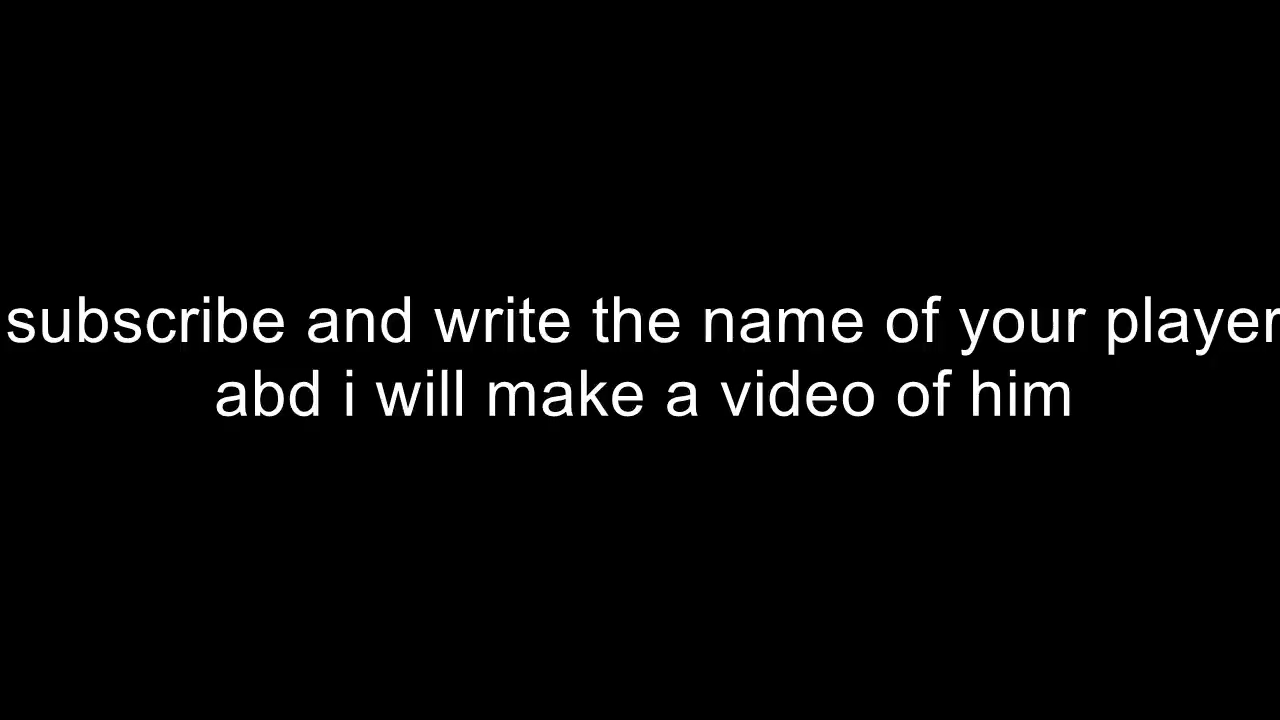 subscribe and write the name of your player
abd i will make a video of him